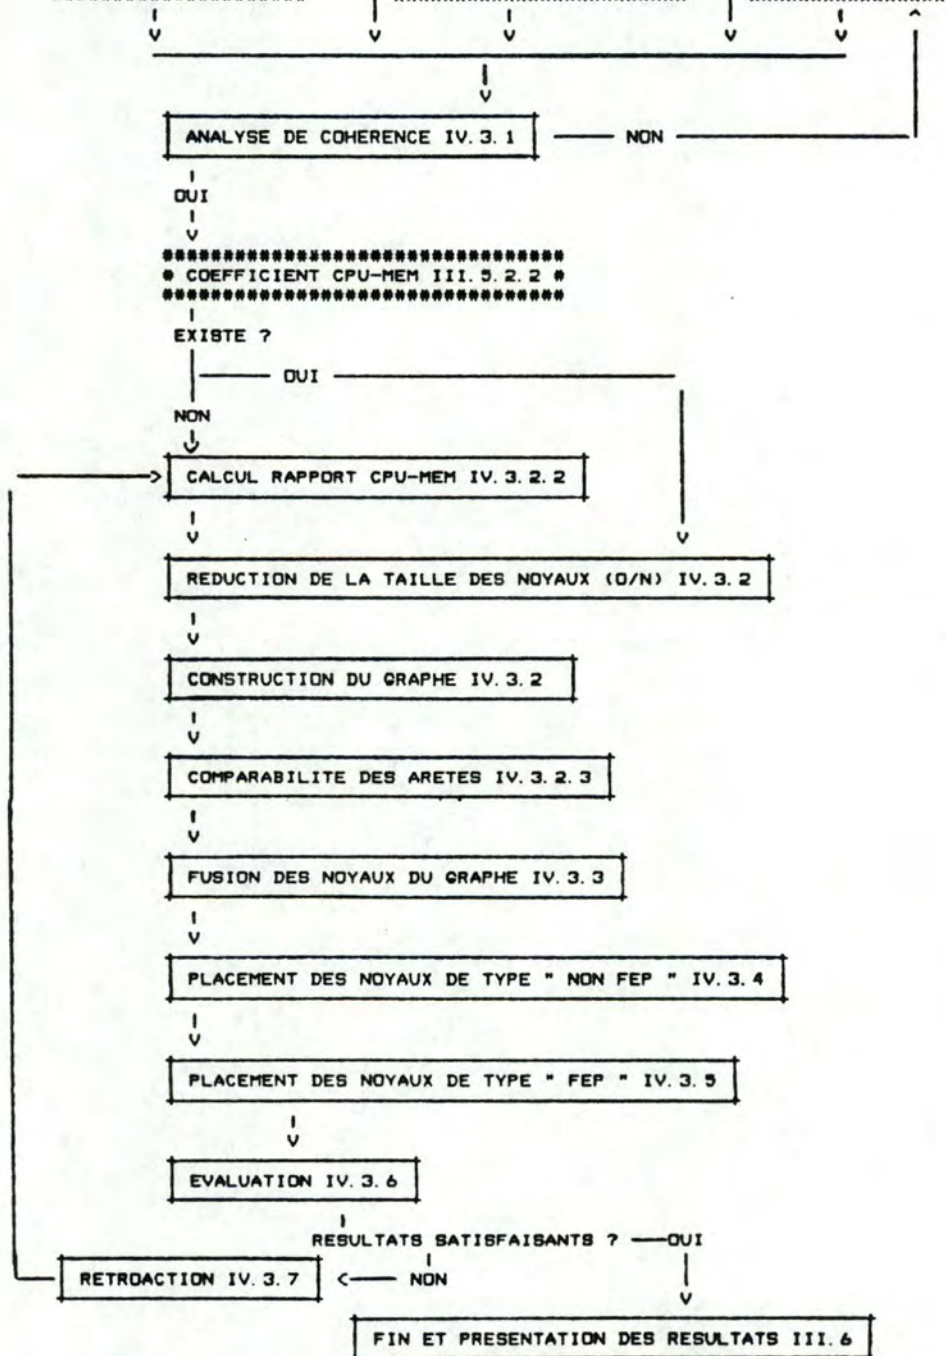 ANALYSE DE COHERENCE IV. 3. 1
NON
OUI
##################################
# COEFFICIENT CPU-MEM III. 5. 2. 2 #
##################################
EXISTE ?
OUI
NON
CALCUL RAPPORT CPU-MEM IV. 3. 2. 2
REDUCTION DE LA TAILLE DES NOYAUX (O/N) IV. 3. 2
CONSTRUCTION DU GRAPHE IV. 3. 2
COMPARABILITE DES ARETES IV. 3. 2. 3
FUSION DES NOYAUX DU GRAPHE IV. 3. 3
PLACEMENT DES NOYAUX DE TYPE " NON FEP " IV. 3. 4
PLACEMENT DES NOYAUX DE TYPE " FEP " IV. 3. 5
EVALUATION IV. 3. 6
RESULTATS SATISFAISANTS ? OUI
RETROACTION IV. 3. 7 NON
FIN ET PRESENTATION DES RESULTATS III. 6